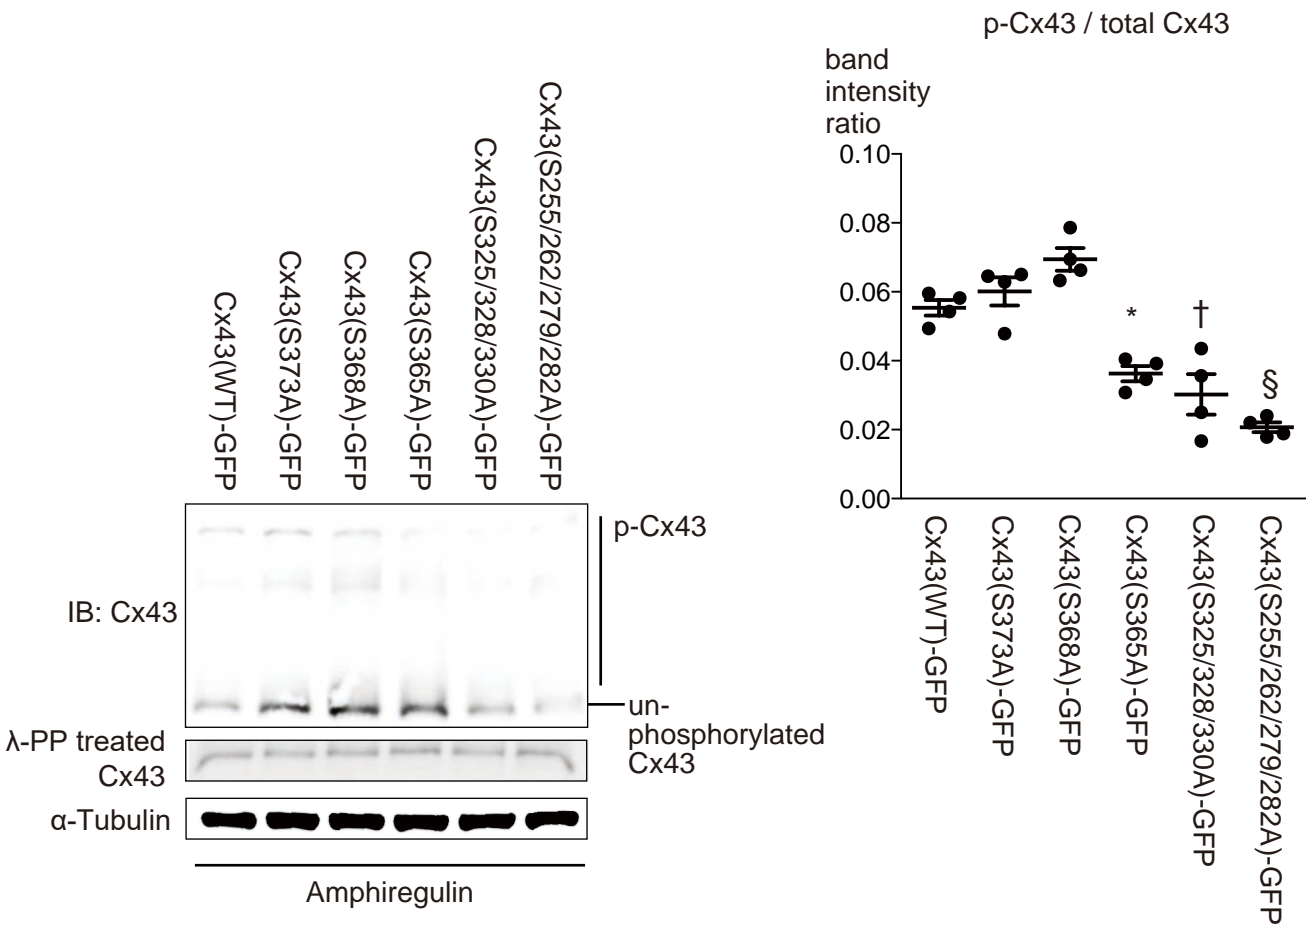 Cx43(WT)-GFP
Cx43(S373A)-GFP
Cx43(S368A)-GFP
Cx43(S365A)-GFP
Cx43(S325/328/330A)-GFP
Cx43(S255/262/279/282A)-GFP
IB: Cx43
p-Cx43
un-
phosphorylated
Cx43
λ-PP treated
Cx43
α-Tubulin
Amphiregulin
p-Cx43 / total Cx43
band
intensity
ratio
0.10
0.08
0.06
0.04
0.02
0.00
*
†
§
Cx43(WT)-GFP
Cx43(S373A)-GFP
Cx43(S368A)-GFP
Cx43(S365A)-GFP
Cx43(S325/328/330A)-GFP
Cx43(S255/262/279/282A)-GFP